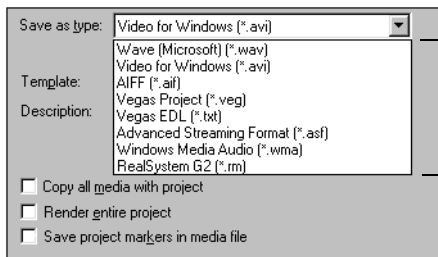 Save as type: Video for Windows (*.avi)
Wave (Microsoft) (*.wav)
Video for Windows (*.avi)
Template: AIFF (*.aif)
Vegas Project (*.veg)
Description: Vegas EDL (*.txt)
Advanced Streaming Format (*.asf)
Windows Media Audio (*.wma)
RealSystem G2 (*.rm)
Copy all media with project
Render entire project
Save project markers in media file